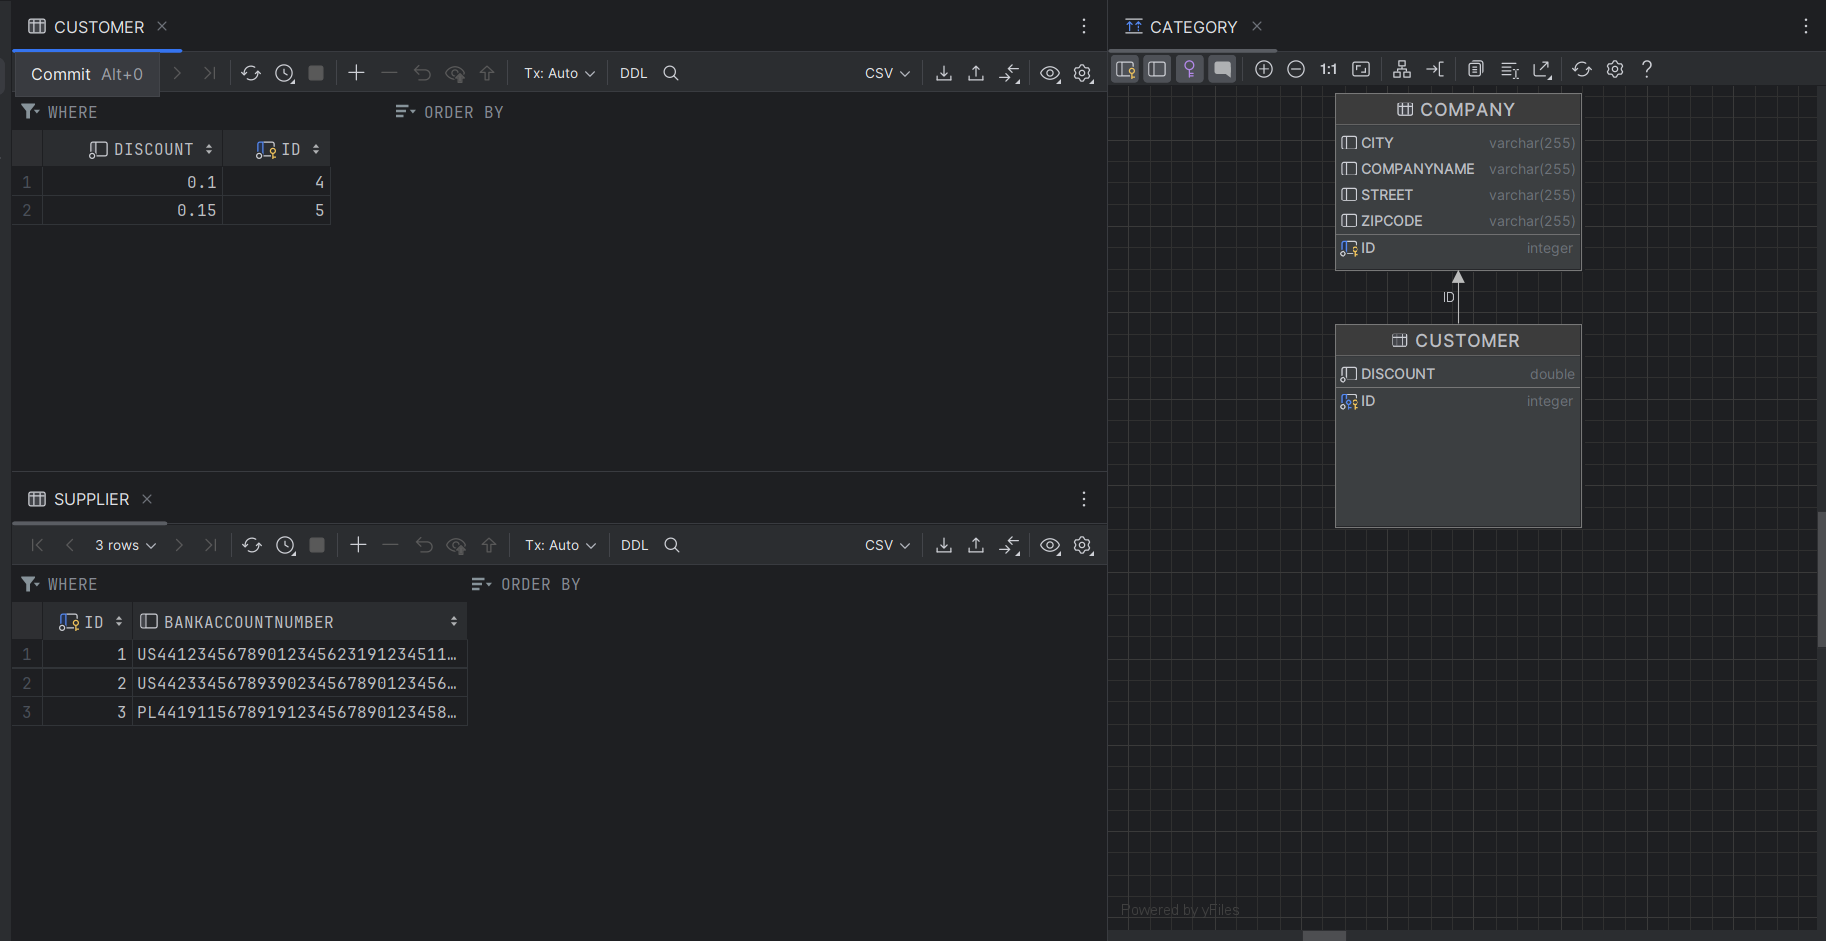 CUSTOMER
Commit Alt+0
Tx: Auto DDL CSV
WHERE ORDER BY
DISCOUNT ID
1 0.1 4
2 0.15 5
SUPPLIER
3 rows Tx: Auto DDL CSV
WHERE ORDER BY
ID BANKACCOUNTNUMBER
1 1 US44123456789012345623191234511…
2 2 US44233456789390234567890123456…
3 3 PL44191156789191234567890123458…
CATEGORY
1:1 ?
COMPANY
CITY varchar(255)
COMPANYNAME varchar(255)
STREET varchar(255)
ZIPCODE varchar(255)
ID integer
ID
CUSTOMER
DISCOUNT double
ID integer
Powered by yFiles